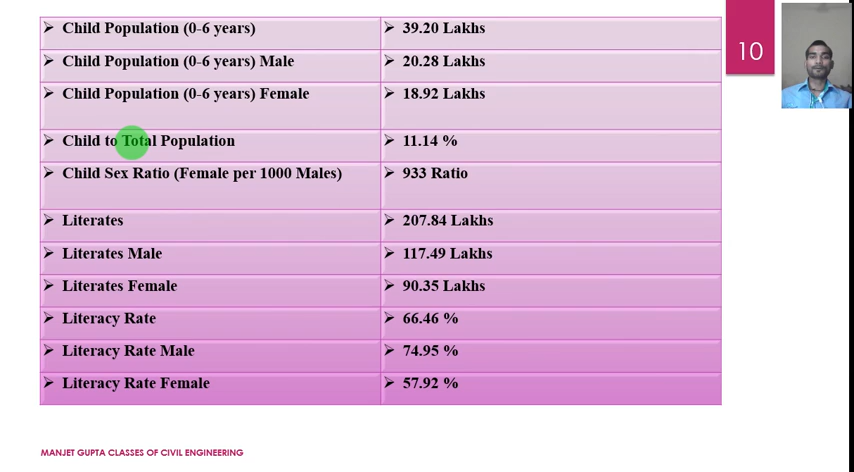 Child Population (0-6 years) 39.20 Lakhs
Child Population (0-6 years) Male 20.28 Lakhs
Child Population (0-6 years) Female 18.92 Lakhs
Child to Total Population 11.14 %
Child Sex Ratio (Female per 1000 Males) 933 Ratio
Literates 207.84 Lakhs
Literates Male 117.49 Lakhs
Literates Female 90.35 Lakhs
Literacy Rate 66.46 %
Literacy Rate Male 74.95 %
Literacy Rate Female 57.92 %
10
MANJET GUPTA CLASSES OF CIVIL ENGINEERING